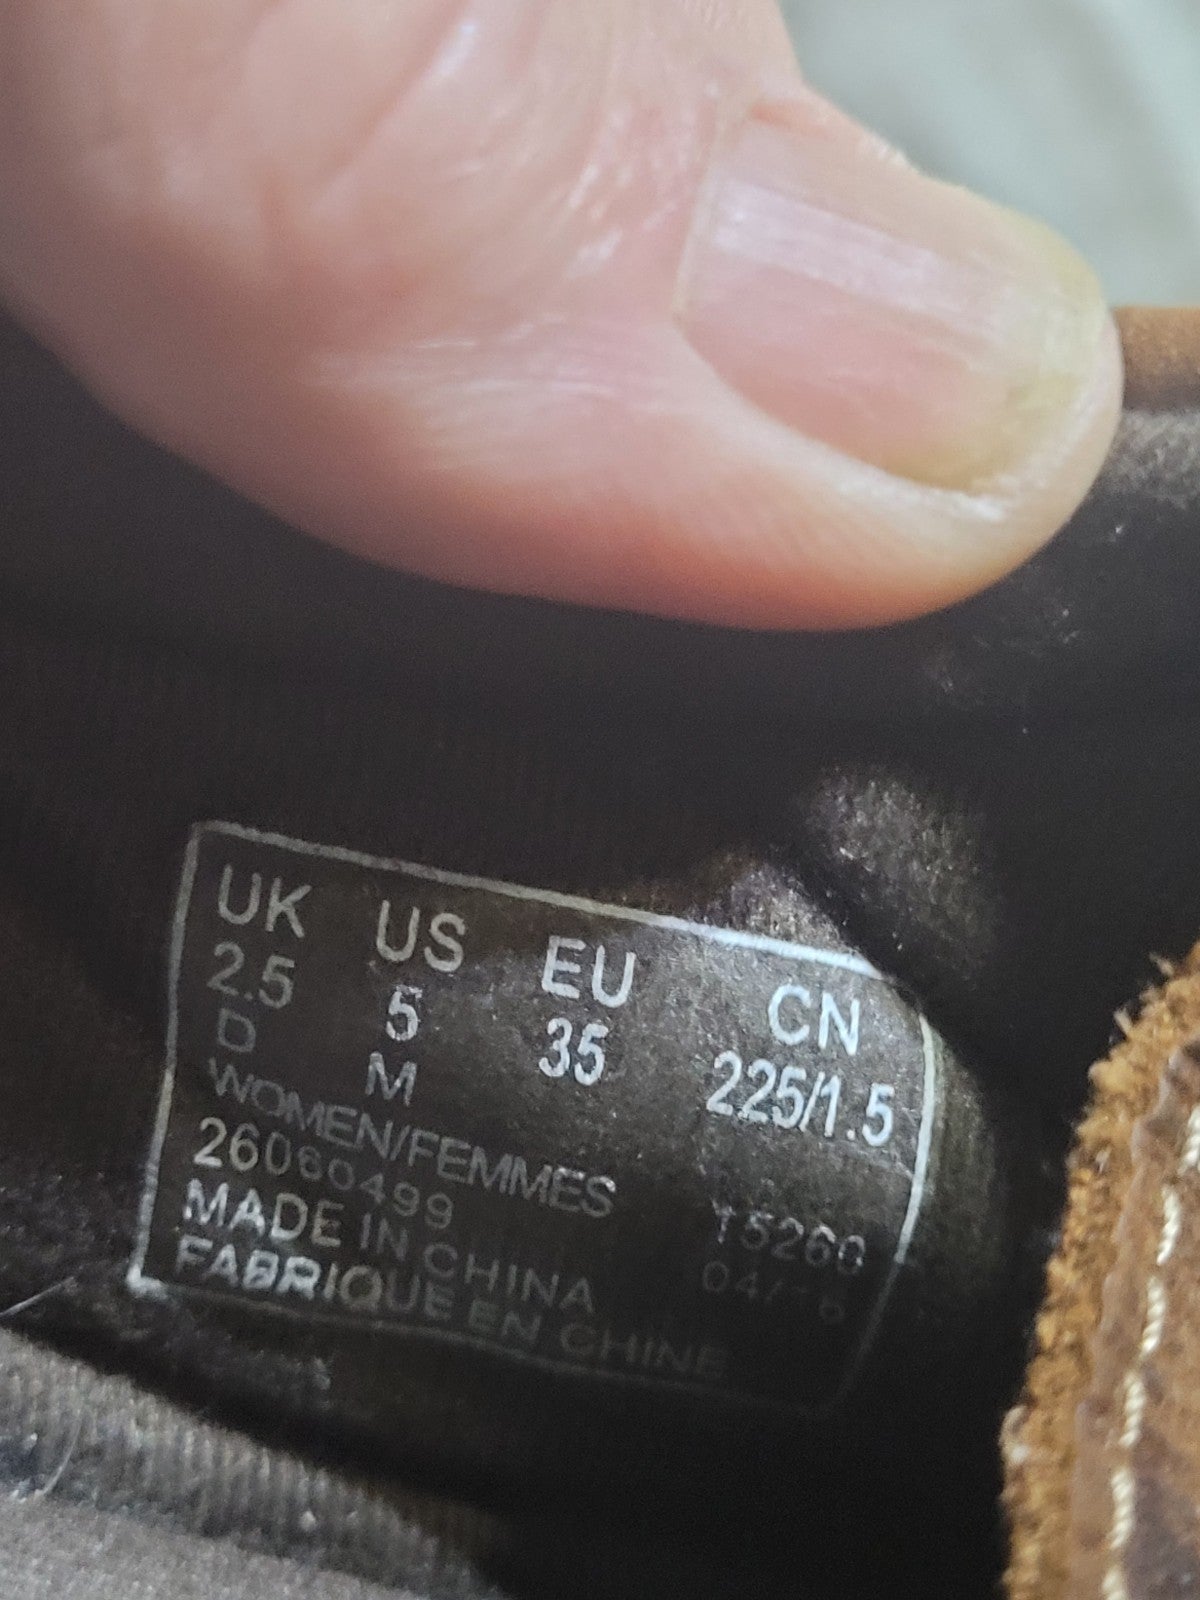 UK US EU CN
2.5 5 35 225/1.5
D M
WOMEN/FEMMES
26060499 T5260
MADE IN CHINA
FABRIQUE EN CHINE